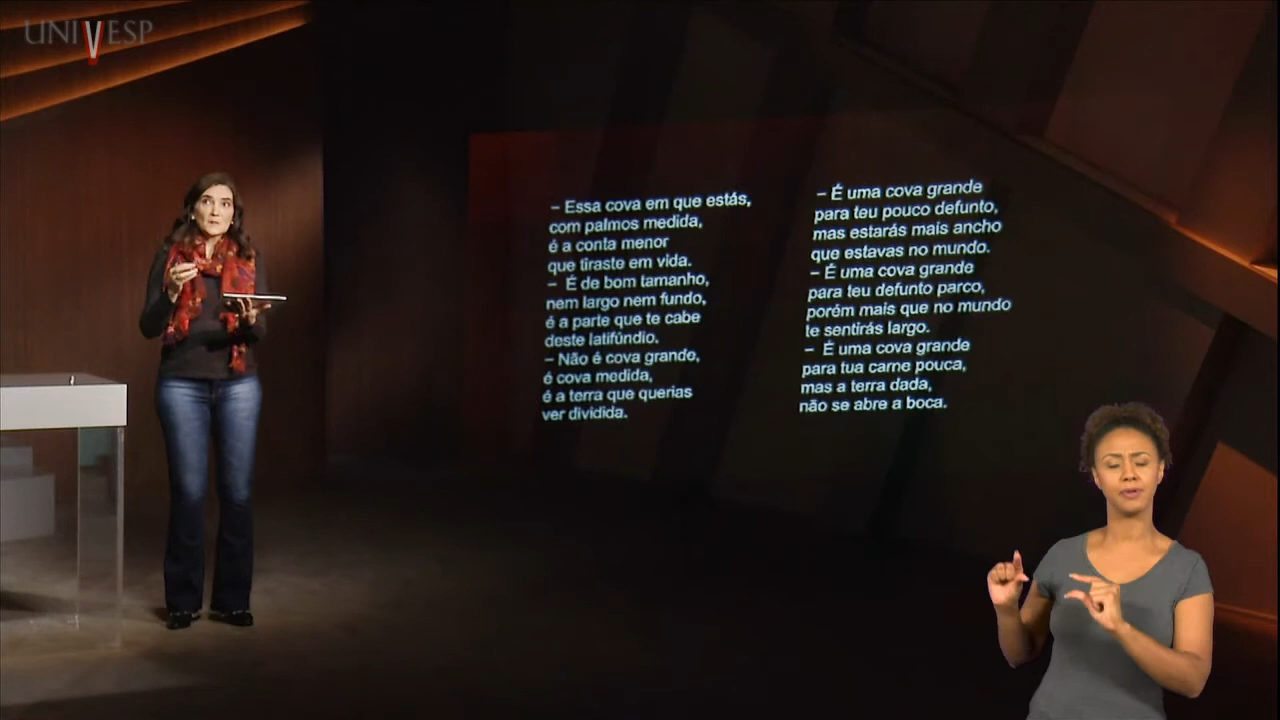 UNIVESP
– Essa cova em que estás,
com palmos medida,
é a conta menor
que tiraste em vida.
– É de bom tamanho,
nem largo nem fundo,
é a parte que te cabe
deste latifúndio.
– Não é cova grande,
é cova medida,
é a terra que querias
ver dividida.
– É uma cova grande
para teu pouco defunto,
mas estarás mais ancho
que estavas no mundo.
– É uma cova grande
para teu defunto parco,
porém mais que no mundo
te sentirás largo.
– É uma cova grande
para tua carne pouca,
mas a terra dada,
não se abre a boca.